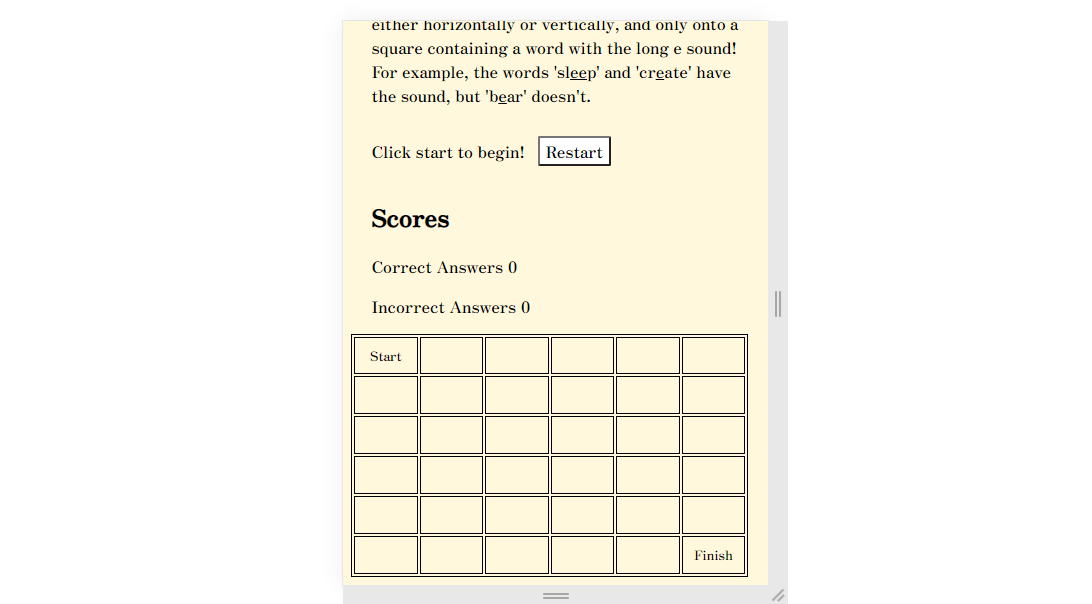 either horizontally or vertically, and only onto a
square containing a word with the long e sound!
For example, the words 'sleep' and 'create' have
the sound, but 'bear' doesn't.
Click start to begin! Restart
Scores
Correct Answers 0
Incorrect Answers 0
Start
Finish